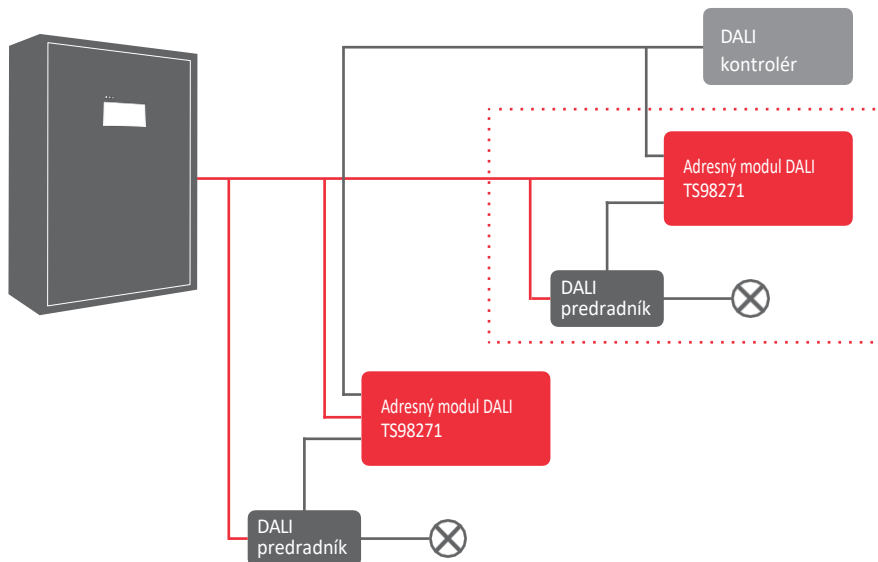 DALI
kontrolér
Adresný modul DALI
TS98271
DALI
predradník
Adresný modul DALI
TS98271
DALI
predradník